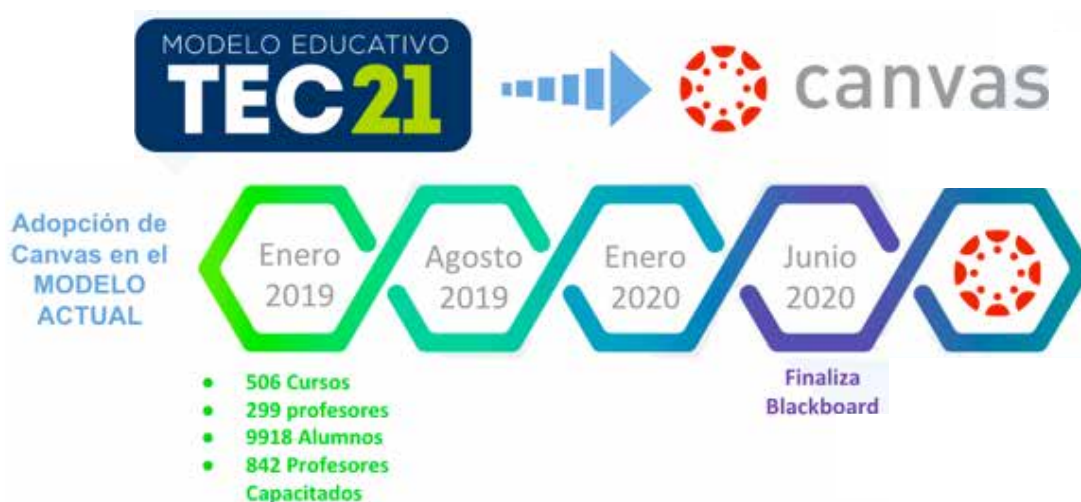 MODELO EDUCATIVO
TEC21
canvas
Adopción de
Canvas en el
MODELO
ACTUAL
Enero
2019
Agosto
2019
Enero
2020
Junio
2020
● 506 Cursos
● 299 profesores
● 9918 Alumnos
● 842 Profesores
Capacitados
Finaliza
Blackboard